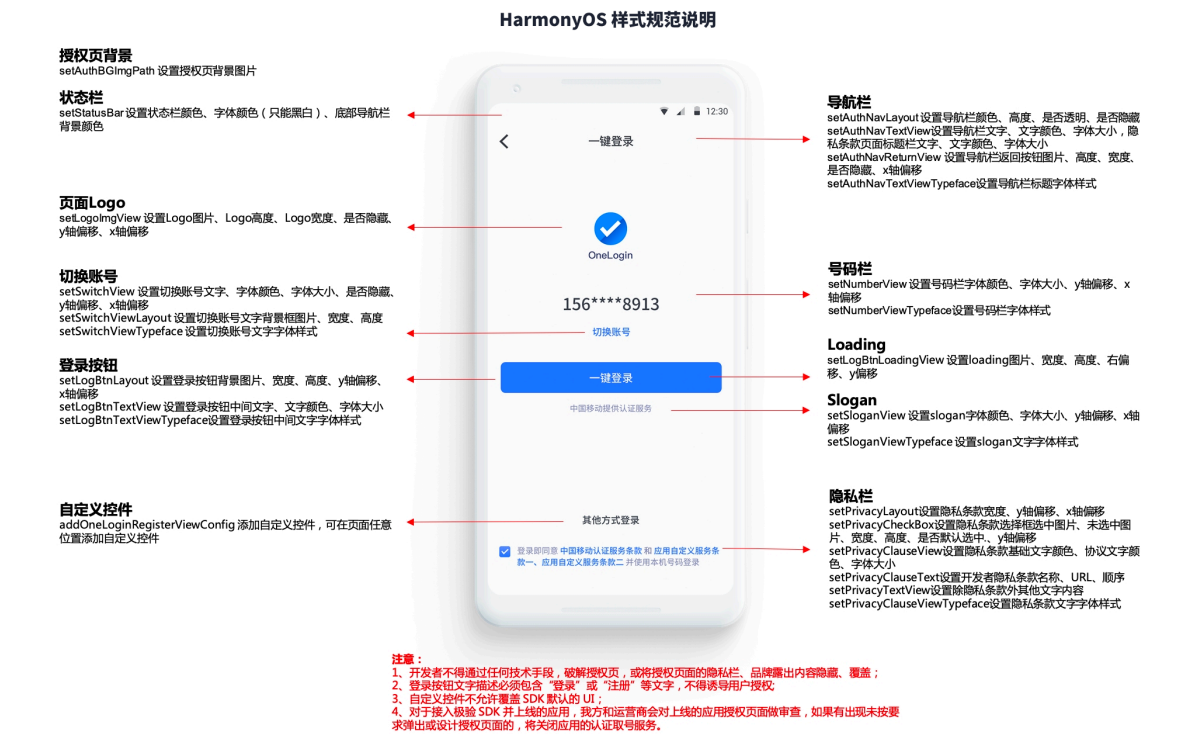 HarmonyOS 样式规范说明
授权页背景
setAuthBGImgPath 设置授权页背景图片
状态栏
setStatusBar 设置状态栏颜色、字体颜色（只能黑白）、底部导航栏
背景颜色
页面Logo
setLogoImgView 设置Logo图片、Logo高度、Logo宽度、是否隐藏、
y轴偏移、x轴偏移
切换账号
setSwitchView 设置切换账号文字、字体颜色、字体大小、是否隐藏、
y轴偏移、x轴偏移
setSwitchViewLayout 设置切换账号文字背景框图片、宽度、高度
setSwitchViewTypeface 设置切换账号文字字体样式
登录按钮
setLogBtnLayout 设置登录按钮背景图片、宽度、高度、y轴偏移、
x轴偏移
setLogBtnTextView 设置登录按钮中间文字、文字颜色、字体大小
setLogBtnTextViewTypeface设置登录按钮中间文字字体样式
自定义控件
addOneLoginRegisterViewConfig 添加自定义控件，可在页面任意
位置添加自定义控件
12:30
一键登录
OneLogin
156****8913
切换账号
一键登录
中国移动提供认证服务
其他方式登录
登录即同意 中国移动认证服务条款 和 应用自定义服务条
款一、应用自定义服务条款二 并使用本机号码登录
导航栏
setAuthNavLayout 设置导航栏颜色、高度、是否透明、是否隐藏
setAuthNavTextView设置导航栏文字、文字颜色、字体大小，隐
私条款页面标题栏文字、文字颜色、字体大小
setAuthNavReturnView 设置导航栏返回按钮图片、高度、宽度、
是否隐藏、x轴偏移
setAuthNavTextViewTypeface设置导航栏标题字体样式
号码栏
setNumberView 设置号码栏字体颜色、字体大小、y轴偏移、x
轴偏移
setNumberViewTypeface设置号码栏字体样式
Loading
setLogBtnLoadingView 设置loading图片、宽度、高度、右偏
移、y偏移
Slogan
setSloganView 设置slogan字体颜色、字体大小、y轴偏移、x轴
偏移
setSloganViewTypeface 设置slogan文字字体样式
隐私栏
setPrivacyLayout设置隐私条款宽度、y轴偏移、x轴偏移
setPrivacyCheckBox设置隐私条款选择框选中图片、未选中图
片、宽度、高度、是否默认选中.、y轴偏移
setPrivacyClauseView设置隐私条款基础文字颜色、协议文字颜
色、字体大小
setPrivacyClauseText设置开发者隐私条款名称、URL、顺序
setPrivacyTextView设置除隐私条款外其他文字内容
setPrivacyClauseViewTypeface设置隐私条款文字字体样式
注意：
1、开发者不得通过任何技术手段，破解授权页，或将授权页面的隐私栏、品牌露出内容隐藏、覆盖；
2、登录按钮文字描述必须包含“登录”或“注册”等文字，不得诱导用户授权;
3、自定义控件不允许覆盖 SDK 默认的 UI；
4、对于接入极验 SDK 并上线的应用，我方和运营商会对上线的应用授权页面做审查，如果有出现未按要
求弹出或设计授权页面的，将关闭应用的认证取号服务。